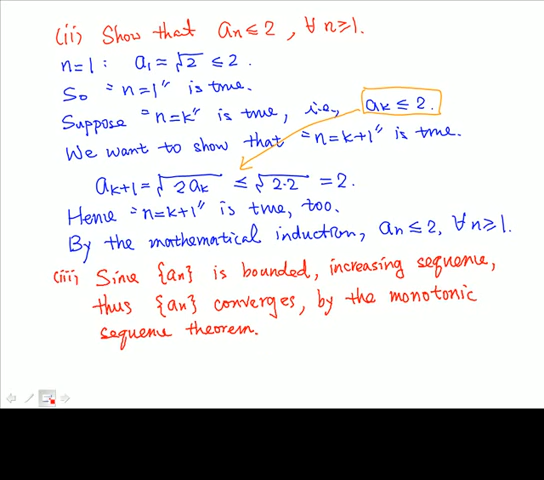 (ii) Show that an ≤ 2 , ∀ n ≥ 1.
n=1 : a1 = √2 ≤ 2.
So "n=1" is true.
Suppose "n=k" is true, i.e., ak ≤ 2.
We want to show that "n=k+1" is true.
ak+1 = √2ak ≤ √2·2 = 2.
Hence "n=k+1" is true, too.
By the mathematical induction, an ≤ 2, ∀ n ≥ 1.
(iii) Since {an} is bounded, increasing sequence,
thus {an} converges, by the monotonic
sequence theorem.